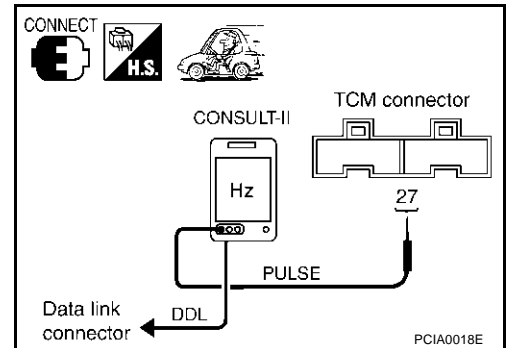 CONNECT
H.S.
CONSULT-II
TCM connector
Hz
27
PULSE
Data link
connector
DDL
PCIA0018E